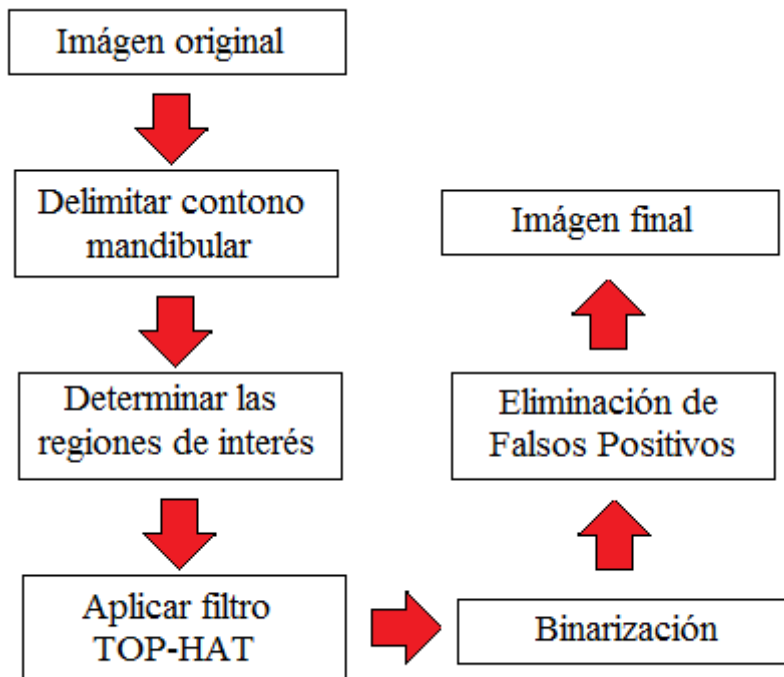 Imágen original
Delimitar contono
mandibular
Determinar las
regiones de interés
Aplicar filtro
TOP-HAT
Binarización
Eliminación de
Falsos Positivos
Imágen final